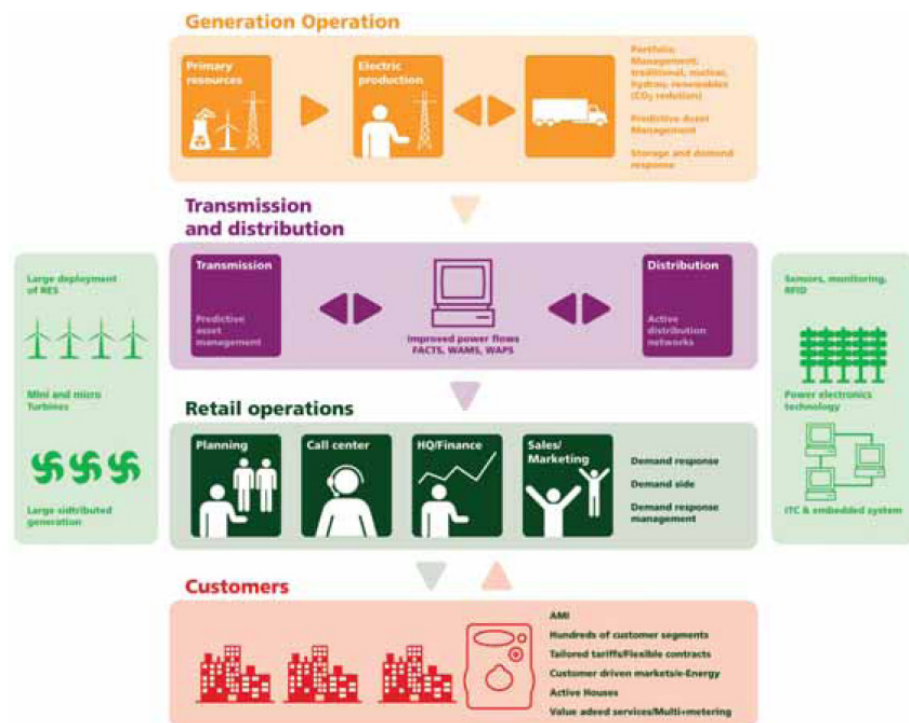 Generation Operation
Primary
resources
Electric
production
Portfolio
Management,
traditional,
hydro, renewables
(CO₂
Predictive Asset
Management
Storage and demand
response
Transmission
and distribution
Transmission
Predictive
asset
management
Improved power flows
FACTS, WAMS, WAPS
Distribution
Active
distribution
networks
Large deployment
of RES
Mini and micro
Turbines
Large sidtributed
generation
Sensors, monitoring,
RFID
Power electronics
technology
ITC & embedded system
Retail operations
Planning
Call center
HQ/Finance
Sales/
Marketing
Demand response
Demand side
Demand response
management
Customers
AMI
Hundreds of customer segments
Tailored tariffs/Flexible contracts
Customer driven markets/e-Energy
Active Houses
Value adeed services/Multi-metering